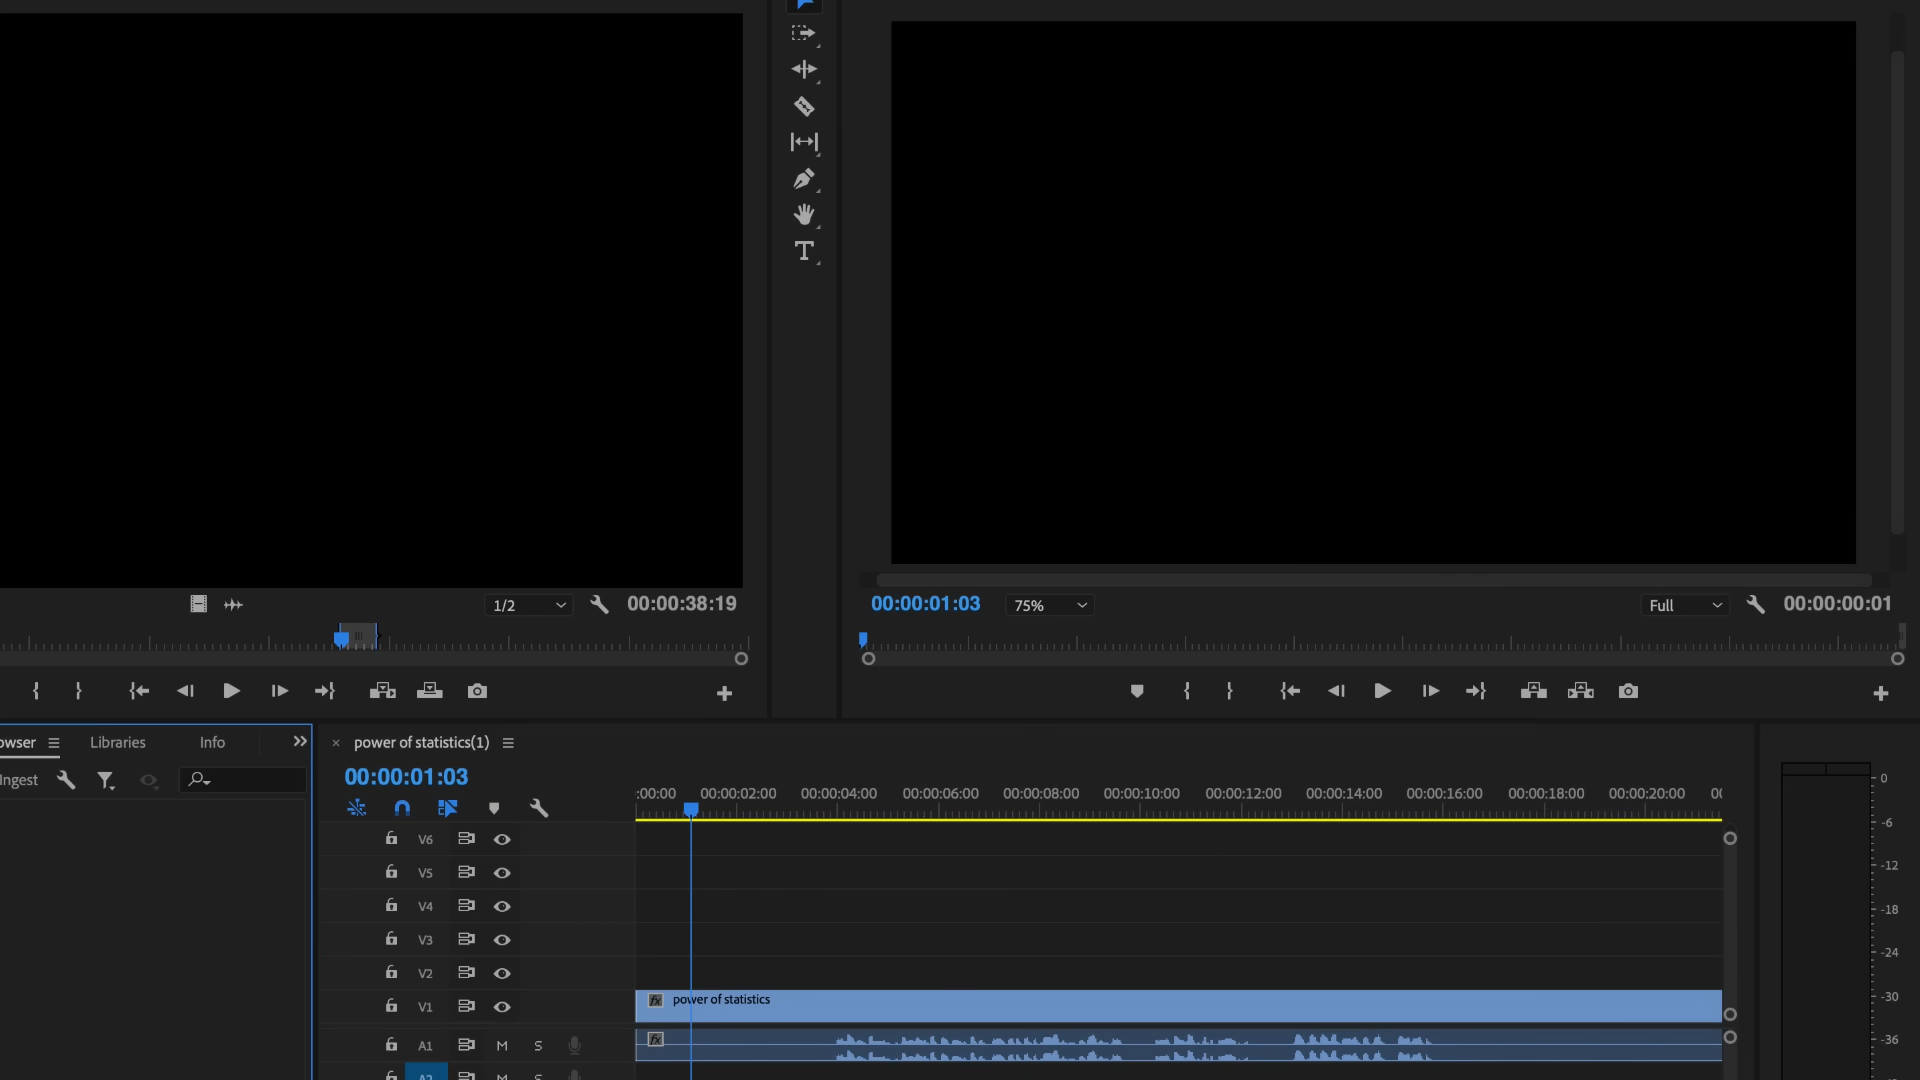 1/2
00:00:38:19
00:00:01:03
75%
Full
00:00:00:01
owser
Libraries
Info
power of statistics(1)
Ingest
00:00:01:03
:00:00
00:00:02:00
00:00:04:00
00:00:06:00
00:00:08:00
00:00:10:00
00:00:12:00
00:00:14:00
00:00:16:00
00:00:18:00
00:00:20:00
V6
V5
V4
V3
V2
V1
fx
power of statistics
A1
M
S
fx
A2
M
S
0
-6
-12
-18
-24
-30
-36